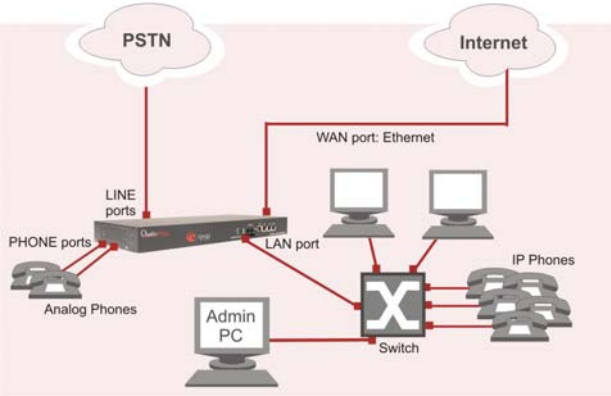 PSTN
Internet
WAN port: Ethernet
LINE
ports
PHONE ports
LAN port
IP Phones
Analog Phones
Admin
PC
Switch